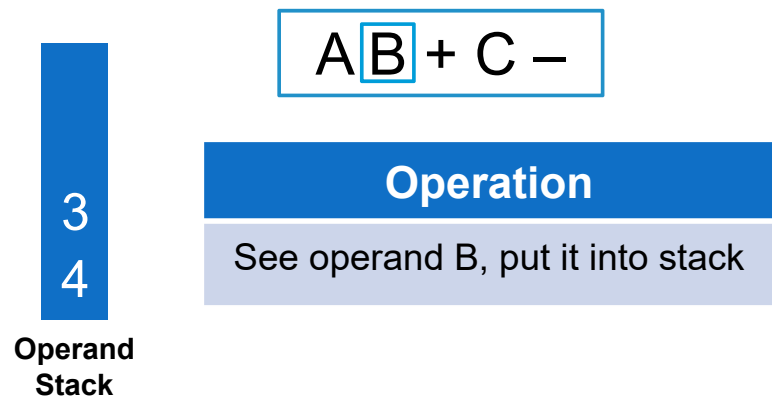 A B + C –
Operation
See operand B, put it into stack
3
4
Operand
Stack